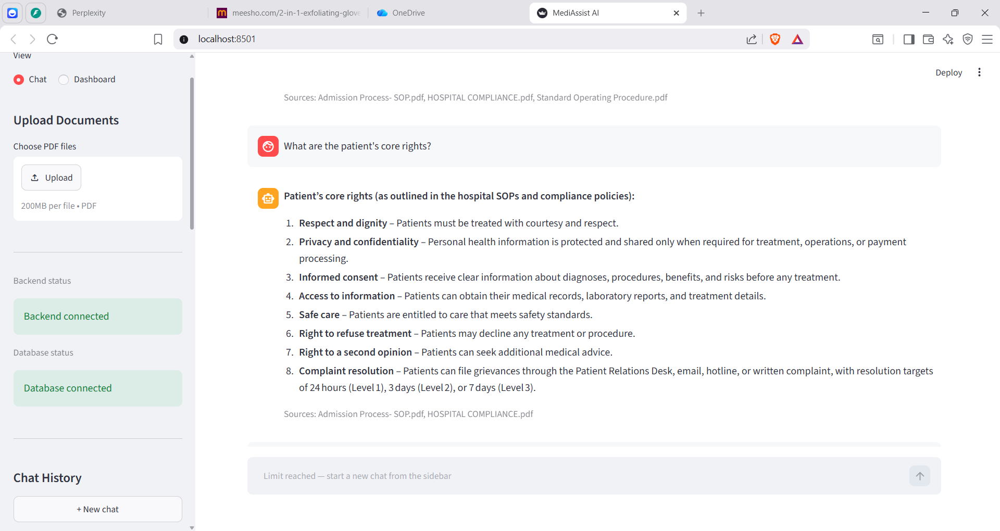 Perplexity
meesho.com/2-in-1-exfoliating-glove
OneDrive
MediAssist AI
localhost:8501
View
Chat
Dashboard
Upload Documents
Choose PDF files
Upload
200MB per file • PDF
Backend status
Backend connected
Database status
Database connected
Chat History
+ New chat
Deploy
Sources: Admission Process- SOP.pdf, HOSPITAL COMPLIANCE.pdf, Standard Operating Procedure.pdf
What are the patient's core rights?
Patient’s core rights (as outlined in the hospital SOPs and compliance policies):
1. Respect and dignity – Patients must be treated with courtesy and respect.
2. Privacy and confidentiality – Personal health information is protected and shared only when required for treatment, operations, or payment
processing.
3. Informed consent – Patients receive clear information about diagnoses, procedures, benefits, and risks before any treatment.
4. Access to information – Patients can obtain their medical records, laboratory reports, and treatment details.
5. Safe care – Patients are entitled to care that meets safety standards.
6. Right to refuse treatment – Patients may decline any treatment or procedure.
7. Right to a second opinion – Patients can seek additional medical advice.
8. Complaint resolution – Patients can file grievances through the Patient Relations Desk, email, hotline, or written complaint, with resolution targets
of 24 hours (Level 1), 3 days (Level 2), or 7 days (Level 3).
Sources: Admission Process- SOP.pdf, HOSPITAL COMPLIANCE.pdf
Limit reached — start a new chat from the sidebar